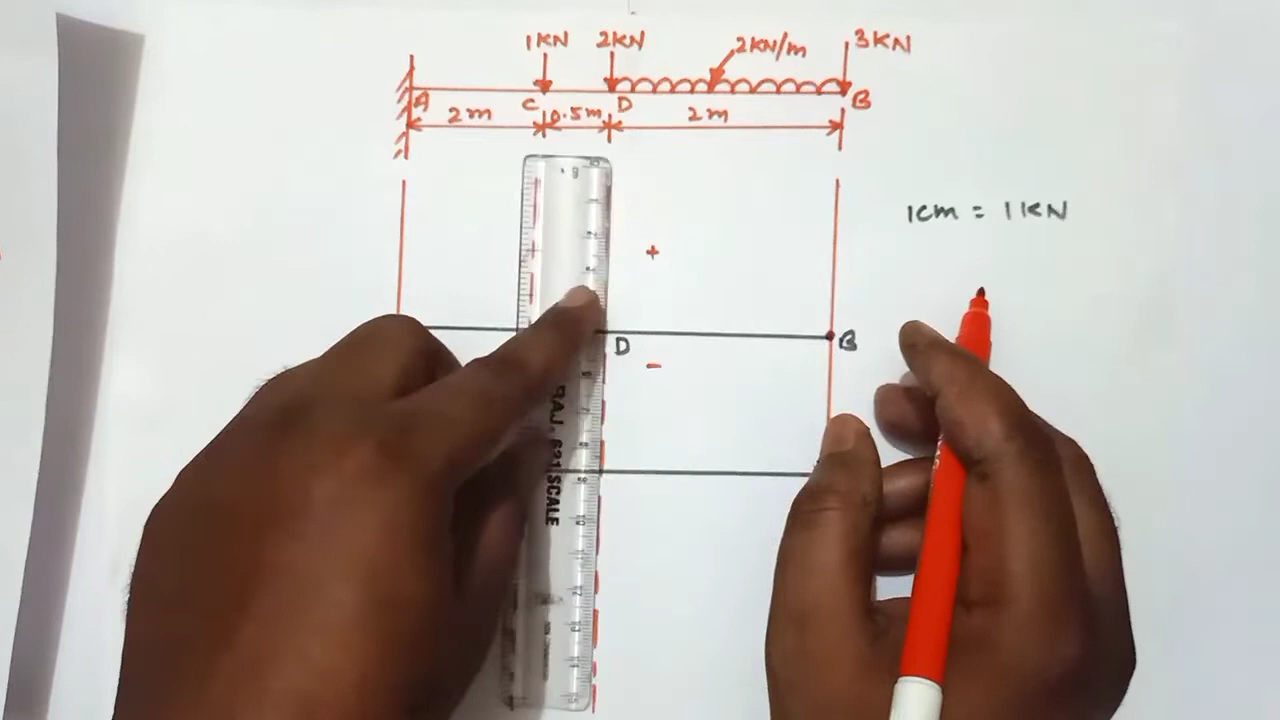 1KN 2KN 2KN/m 3KN
A C D B
2m 0.5m 2m
+
1cm = 1KN
D B
-
SCALE